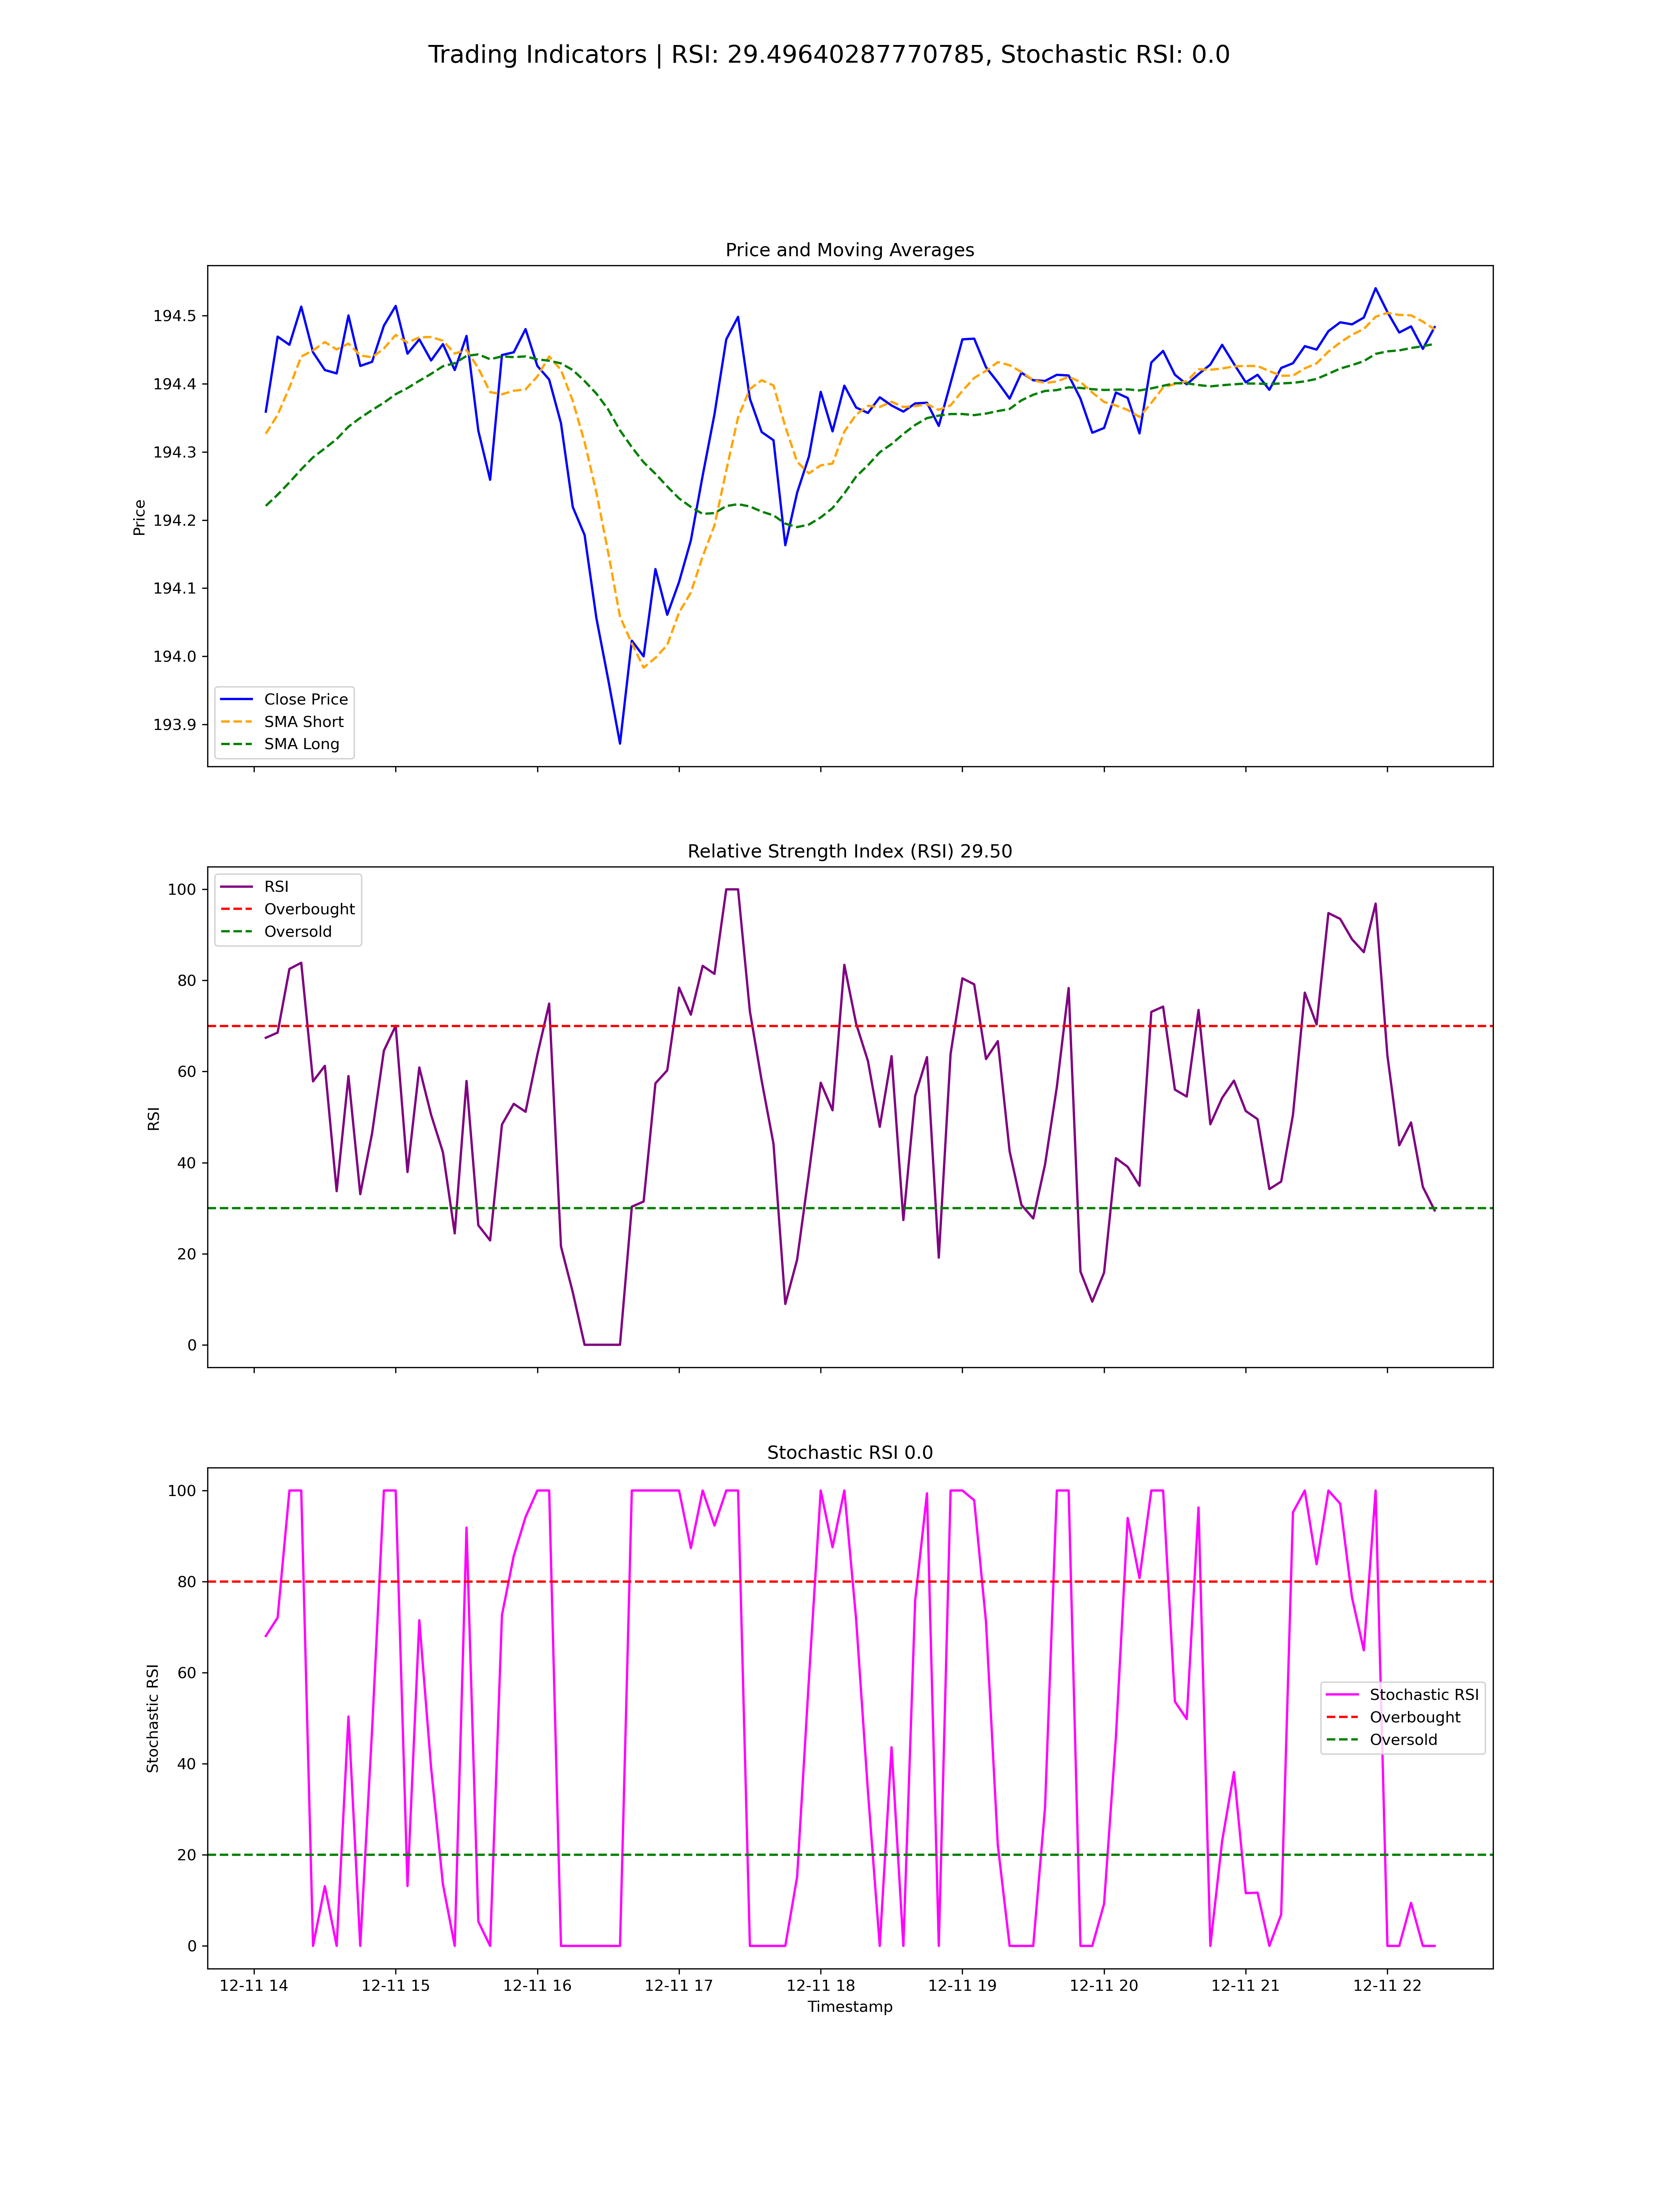 Trading Indicators | RSI: 29.49640287770785, Stochastic RSI: 0.0
Price and Moving Averages
194.5
194.4
194.3
194.2
194.1
194.0
193.9
Price
Close Price
SMA Short
SMA Long
Relative Strength Index (RSI) 29.50
100
80
60
40
20
0
RSI
RSI
Overbought
Oversold
Stochastic RSI 0.0
100
80
60
40
20
0
Stochastic RSI
Stochastic RSI
Overbought
Oversold
12-11 14 12-11 15 12-11 16 12-11 17 12-11 18 12-11 19 12-11 20 12-11 21 12-11 22
Timestamp